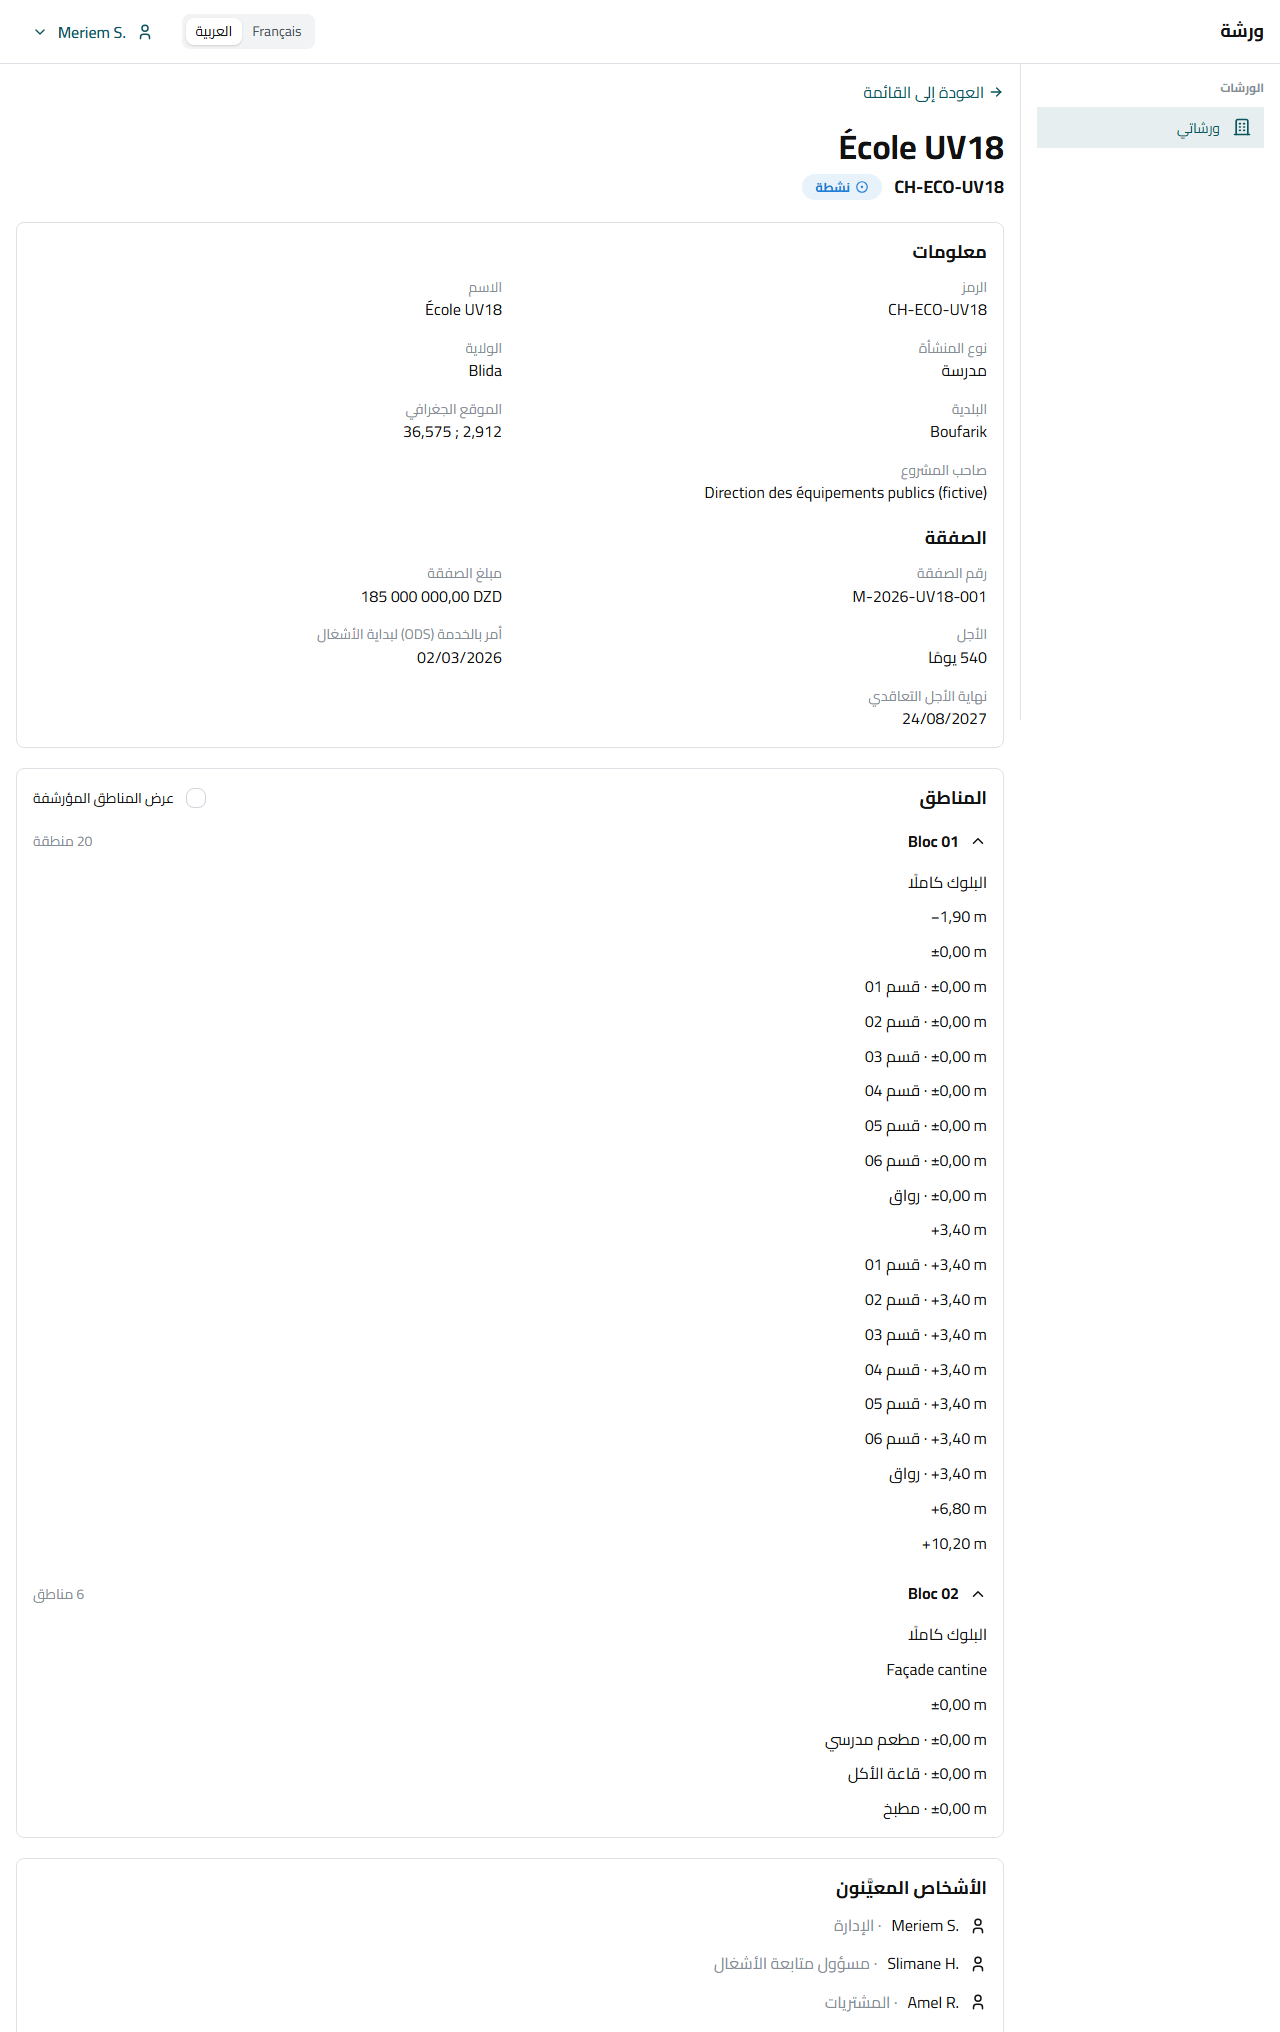 ورشة
العربية Français
Meriem S.
الورشات
ورشاتي
العودة إلى القائمة
École UV18
CH-ECO-UV18 نشطة
معلومات
الرمز الاسم
CH-ECO-UV18 École UV18
نوع المنشأة الولاية
مدرسة Blida
البلدية الموقع الجغرافي
Boufarik 36,575 ; 2,912
صاحب المشروع
Direction des équipements publics (fictive)
الصفقة
رقم الصفقة مبلغ الصفقة
M-2026-UV18-001 185 000 000,00 DZD
الأجل أمر بالخدمة (ODS) لبداية الأشغال
540 يومًا 02/03/2026
نهاية الأجل التعاقدي
24/08/2027
المناطق عرض المناطق المؤرشفة
Bloc 01 20 منطقة
البلوك كاملًا
−1,90 m
±0,00 m
±0,00 m · قسم 01
±0,00 m · قسم 02
±0,00 m · قسم 03
±0,00 m · قسم 04
±0,00 m · قسم 05
±0,00 m · قسم 06
±0,00 m · رواق
+3,40 m
+3,40 m · قسم 01
+3,40 m · قسم 02
+3,40 m · قسم 03
+3,40 m · قسم 04
+3,40 m · قسم 05
+3,40 m · قسم 06
+3,40 m · رواق
+6,80 m
+10,20 m
Bloc 02 6 مناطق
البلوك كاملًا
Façade cantine
±0,00 m
±0,00 m · مطعم مدرسي
±0,00 m · قاعة الأكل
±0,00 m · مطبخ
الأشخاص المعيَّنون
Meriem S. · الإدارة
Slimane H. · مسؤول متابعة الأشغال
Amel R. · المشتريات